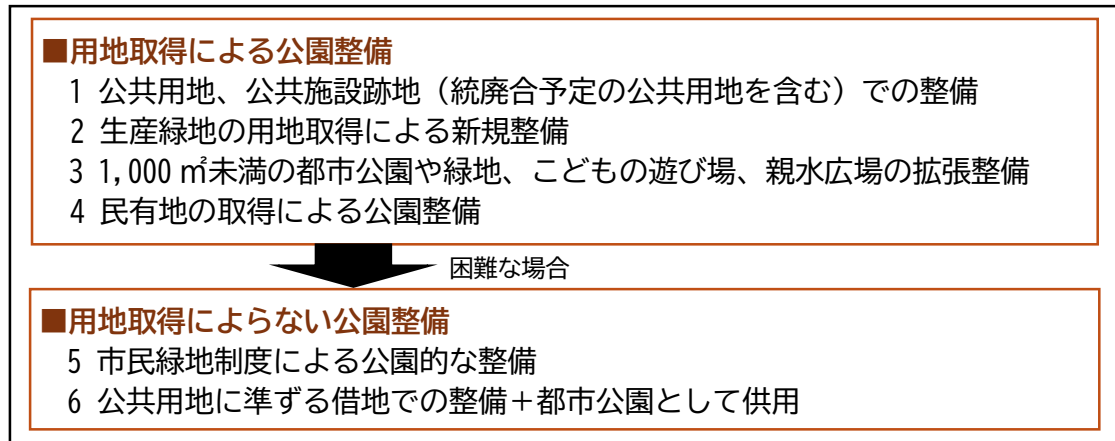 ■用地取得による公園整備
1 公共用地、公共施設跡地（統廃合予定の公共用地を含む）での整備
2 生産緑地の用地取得による新規整備
3 1,000 ㎡未満の都市公園や緑地、こどもの遊び場、親水広場の拡張整備
4 民有地の取得による公園整備
困難な場合
■用地取得によらない公園整備
5 市民緑地制度による公園的な整備
6 公共用地に準ずる借地での整備＋都市公園として供用